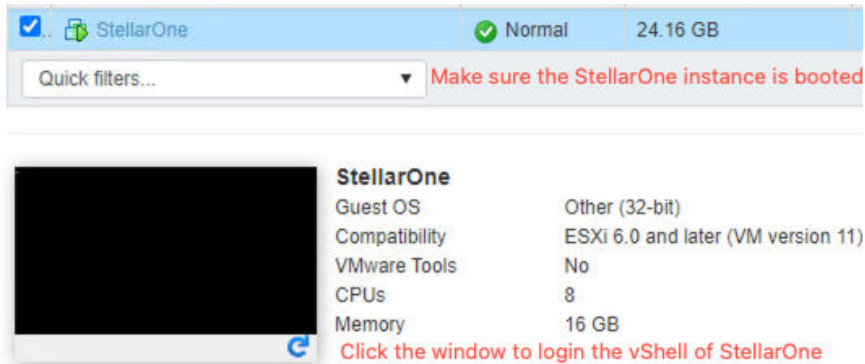 StellarOne Normal 24.16 GB
Quick filters... Make sure the StellarOne instance is booted
StellarOne
Guest OS Other (32-bit)
Compatibility ESXi 6.0 and later (VM version 11)
VMware Tools No
CPUs 8
Memory 16 GB
Click the window to login the vShell of StellarOne